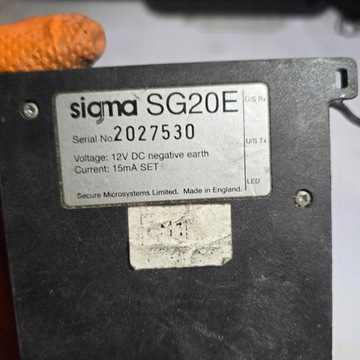 sigma SG20E
Serial No. 2027530
Voltage: 12V DC negative earth
Current: 15mA SET
Secure Microsystems Limited. Made in England.
U/S Rx
U/S Tx
LED